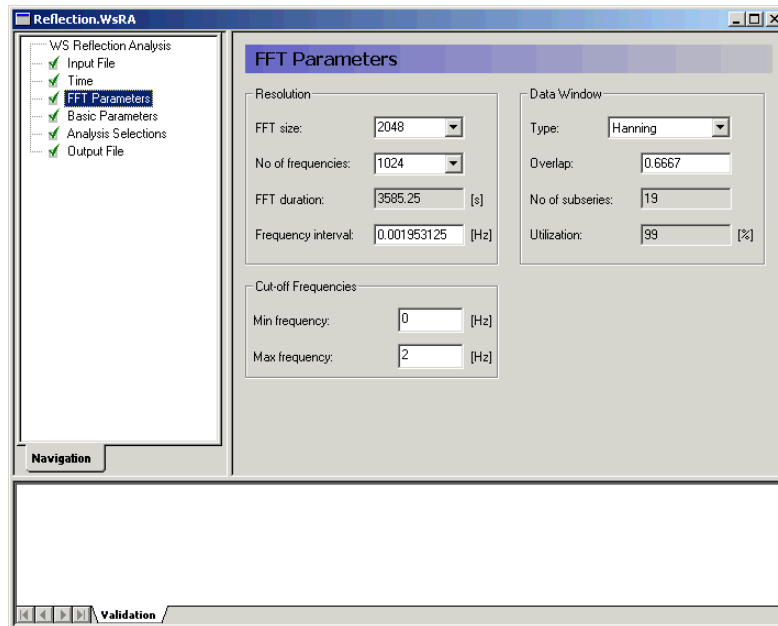 Reflection.WsRA
WS Reflection Analysis
Input File
Time
FFT Parameters
Basic Parameters
Analysis Selections
Output File
Navigation
FFT Parameters
Resolution
FFT size: 2048
No of frequencies: 1024
FFT duration: 3585.25 [s]
Frequency interval: 0.001953125 [Hz]
Data Window
Type: Hanning
Overlap: 0.6667
No of subseries: 19
Utilization: 99 [%]
Cut-off Frequencies
Min frequency: 0 [Hz]
Max frequency: 2 [Hz]
Validation